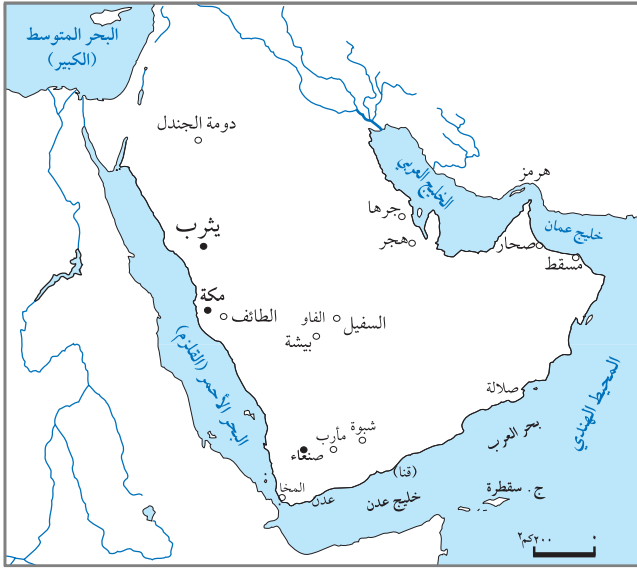 البحر المتوسط
(الكبير)
دومة الجندل
هرمز
الخليج العربي
جرها
خليج عمان
يثرب
هجر
صحار
مسقط
مكة
الطائف
الفاو
السفيل
بيشة
البحر الأحمر (القلزم)
المحيط الهندي
صلالة
بحر العرب
شبوة
مأرب
صنعاء
(قنا)
المخا
عدن
خليج عدن
ج. سقطرة
٢٠٠كم٢
٠